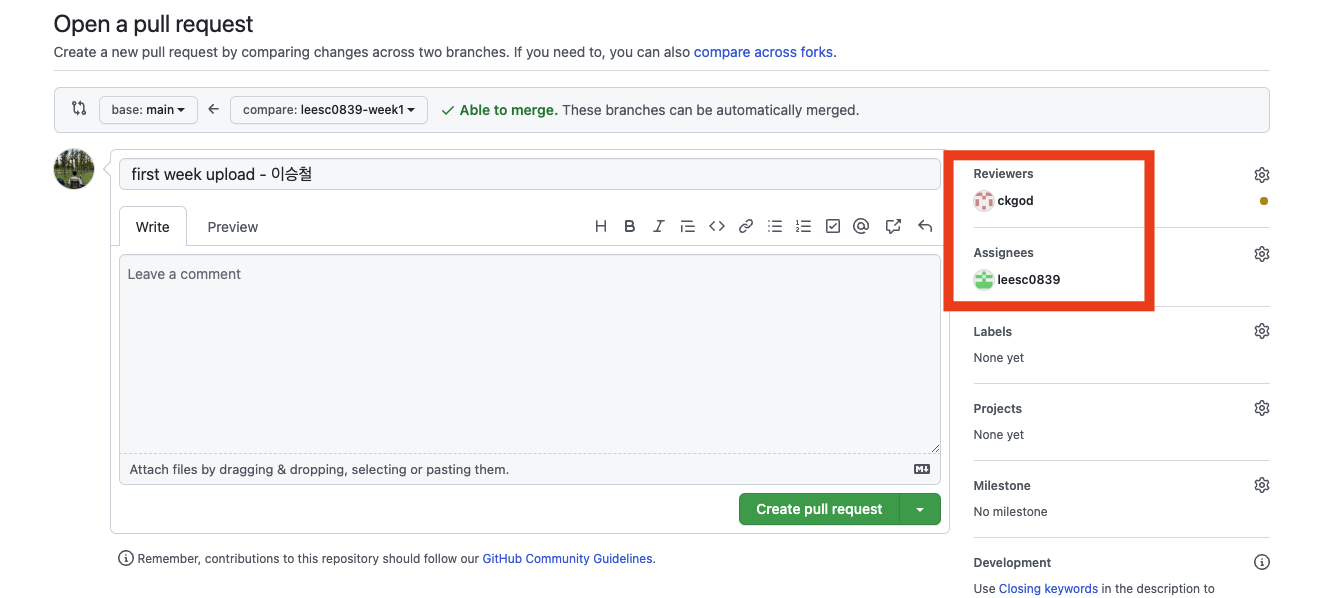 Open a pull request
Create a new pull request by comparing changes across two branches. If you need to, you can also compare across forks.
base: main
compare: leesc0839-week1
Able to merge. These branches can be automatically merged.
first week upload - 이승철
Write
Preview
Leave a comment
Attach files by dragging & dropping, selecting or pasting them.
Create pull request
Remember, contributions to this repository should follow our GitHub Community Guidelines.
Reviewers
ckgod
Assignees
leesc0839
Labels
None yet
Projects
None yet
Milestone
No milestone
Development
Use Closing keywords in the description to